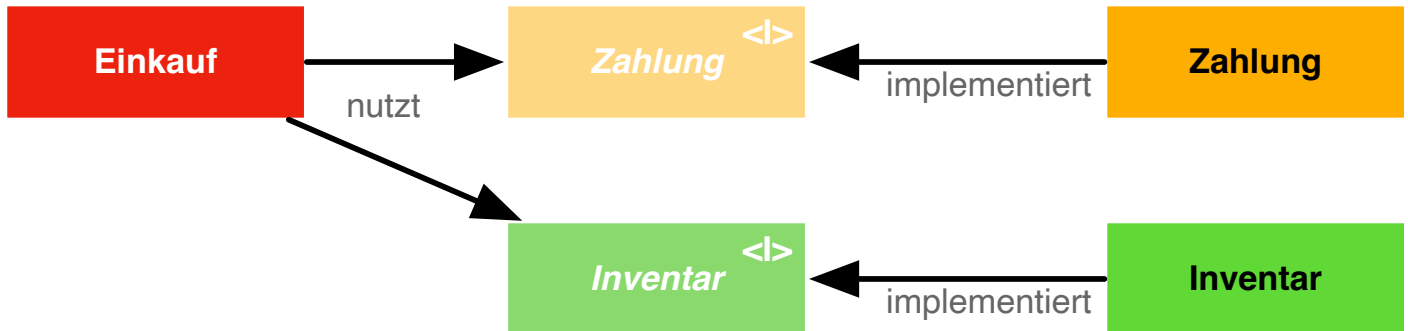 Einkauf
nutzt
<I>
Zahlung
implementiert
Zahlung
<I>
Inventar
implementiert
Inventar